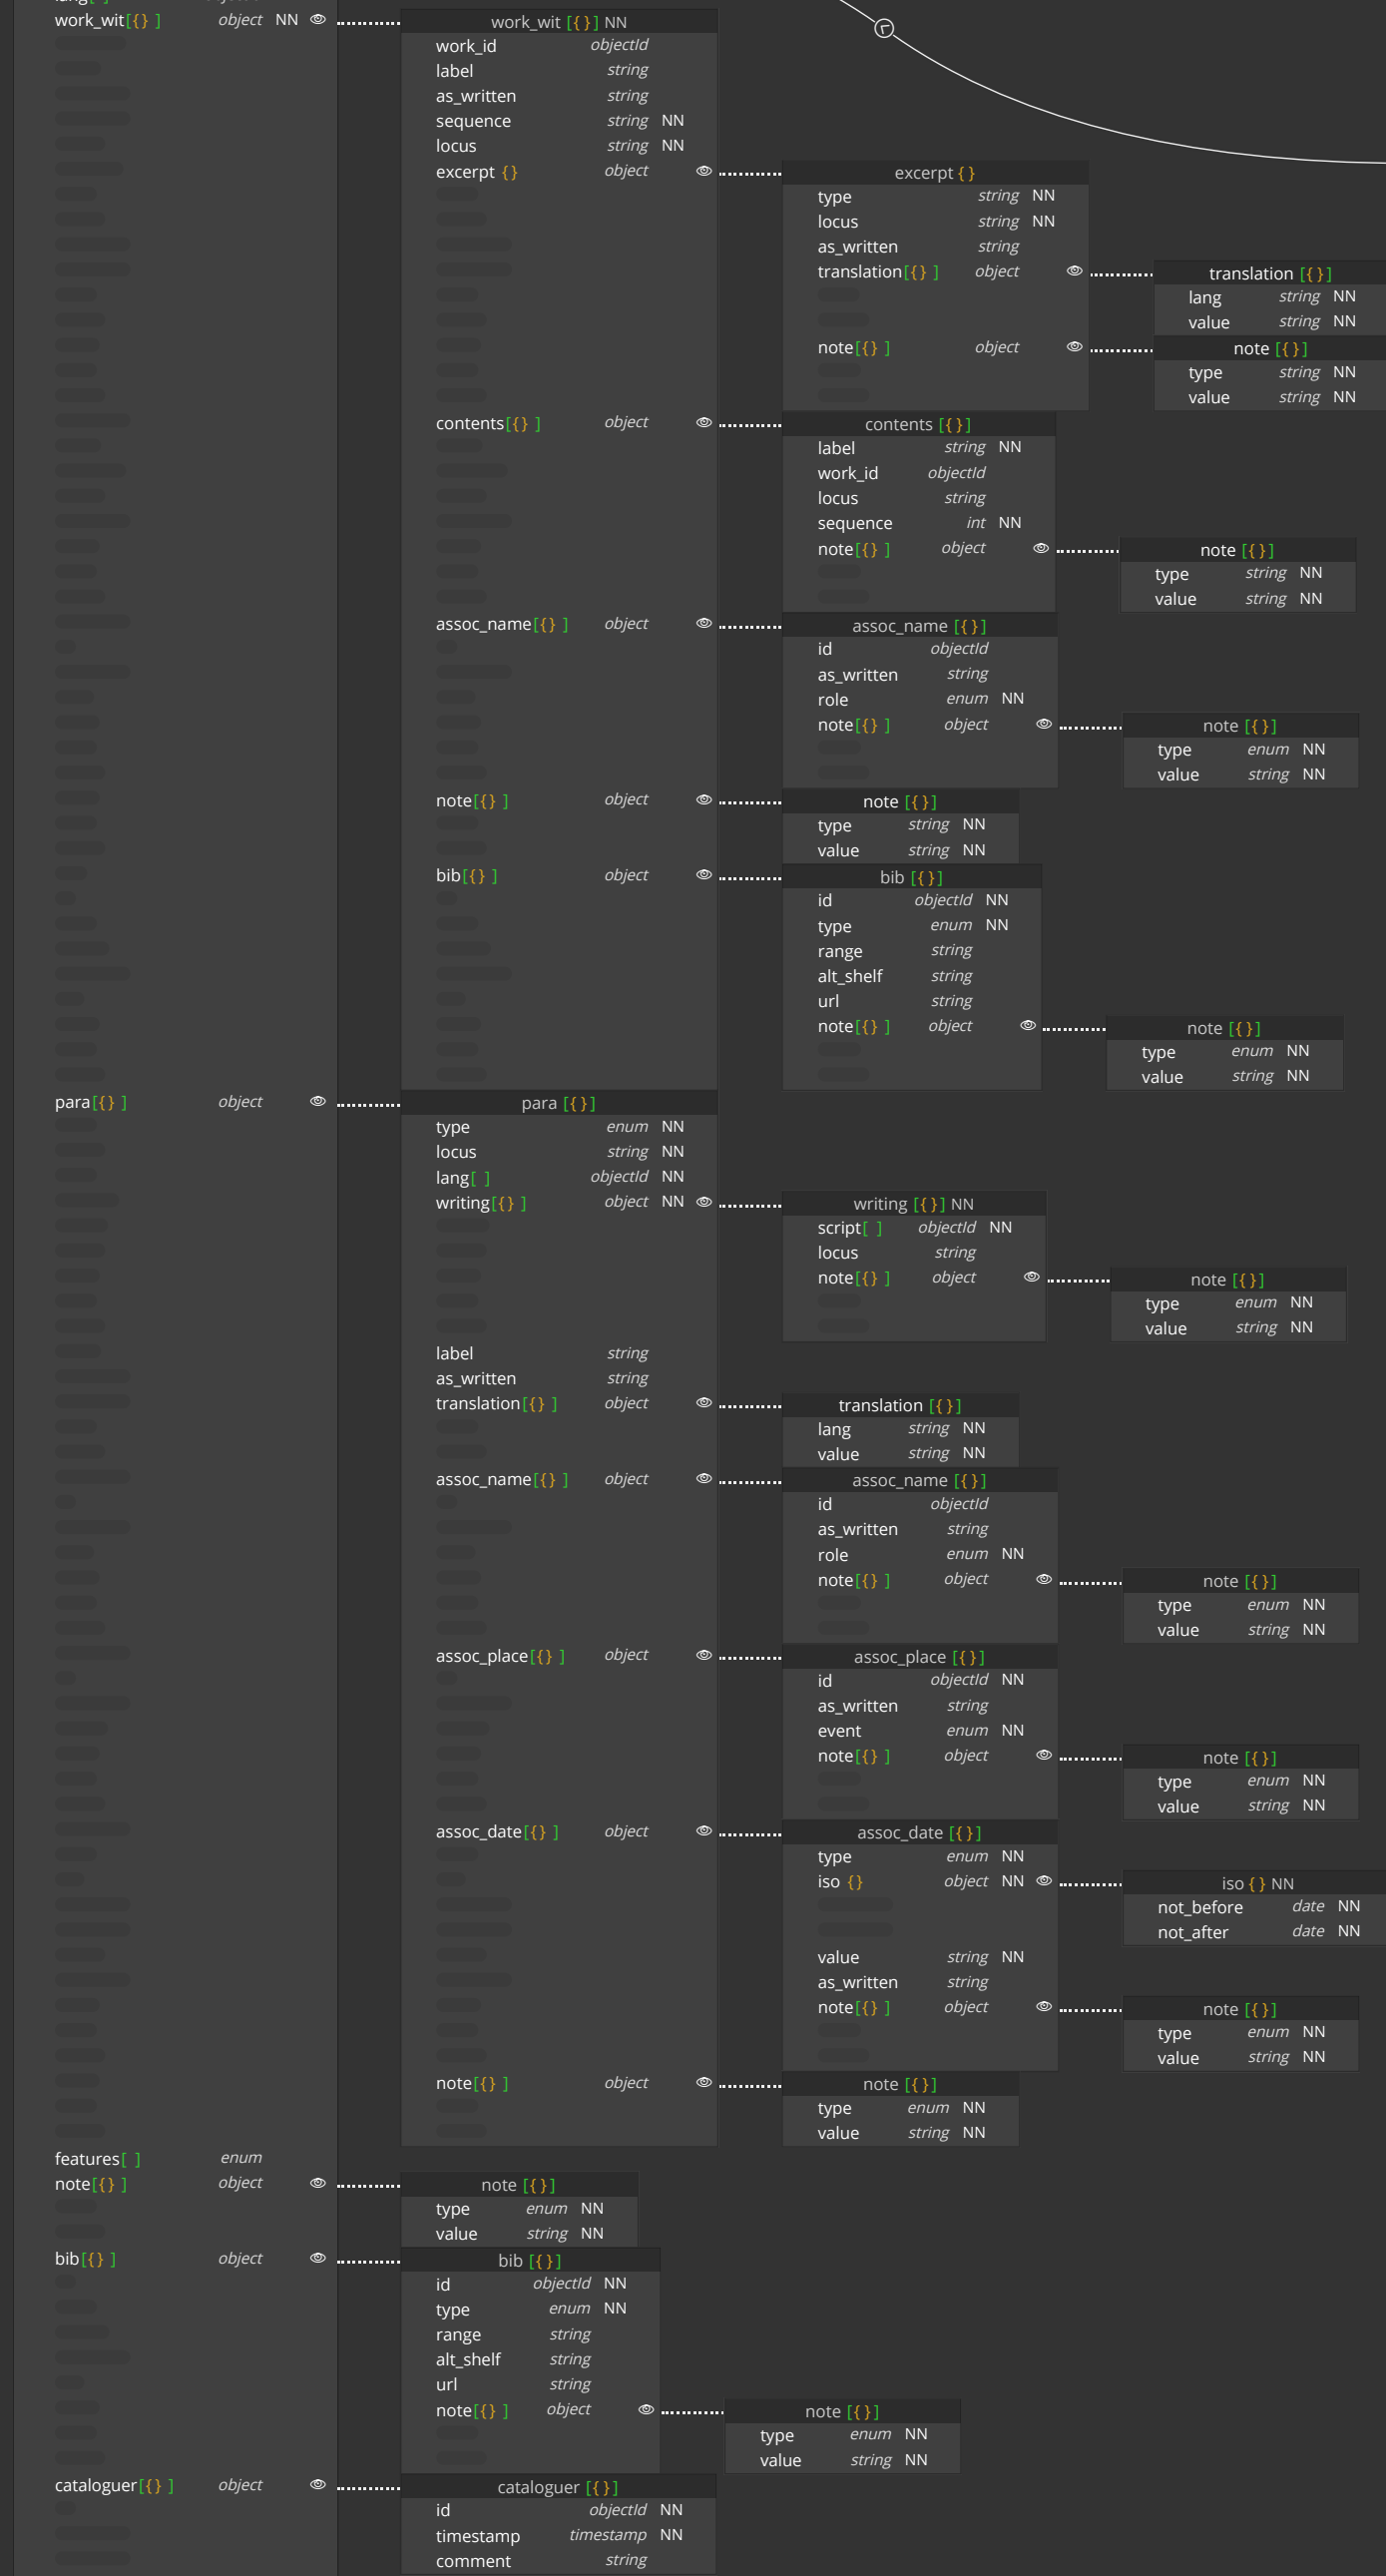 work_wit[{} ] object NN
work_wit [{ }] NN
work_id objectId
label string
as_written string
sequence string NN
locus string NN
excerpt {} object
excerpt { }
type string NN
locus string NN
as_written string
translation[{} ] object
translation [{ }]
lang string NN
value string NN
note[{} ] object
note [{ }]
type string NN
value string NN
contents[{} ] object
contents [{ }]
label string NN
work_id objectId
locus string
sequence int NN
note[{} ] object
note [{ }]
type string NN
value string NN
assoc_name[{} ] object
assoc_name [{ }]
id objectId
as_written string
role enum NN
note[{} ] object
note [{ }]
type enum NN
value string NN
note[{} ] object
note [{ }]
type string NN
value string NN
bib[{} ] object
bib [{ }]
id objectId NN
type enum NN
range string
alt_shelf string
url string
note[{} ] object
note [{ }]
type enum NN
value string NN
para[{} ] object
para [{ }]
type enum NN
locus string NN
lang[ ] objectId NN
writing[{} ] object NN
writing [{ }] NN
script[ ] objectId NN
locus string
note[{} ] object
note [{ }]
type enum NN
value string NN
label string
as_written string
translation[{} ] object
translation [{ }]
lang string NN
value string NN
assoc_name[{} ] object
assoc_name [{ }]
id objectId
as_written string
role enum NN
note[{} ] object
note [{ }]
type enum NN
value string NN
assoc_place[{} ] object
assoc_place [{ }]
id objectId NN
as_written string
event enum NN
note[{} ] object
note [{ }]
type enum NN
value string NN
assoc_date[{} ] object
assoc_date [{ }]
type enum NN
iso {} object NN
iso { } NN
not_before date NN
not_after date NN
value string NN
as_written string
note[{} ] object
note [{ }]
type enum NN
value string NN
note[{} ] object
note [{ }]
type enum NN
value string NN
features[ ] enum
note[{} ] object
note [{ }]
type enum NN
value string NN
bib[{} ] object
bib [{ }]
id objectId NN
type enum NN
range string
alt_shelf string
url string
note[{} ] object
note [{ }]
type enum NN
value string NN
cataloguer[{} ] object
cataloguer [{ }]
id objectId NN
timestamp timestamp NN
comment string